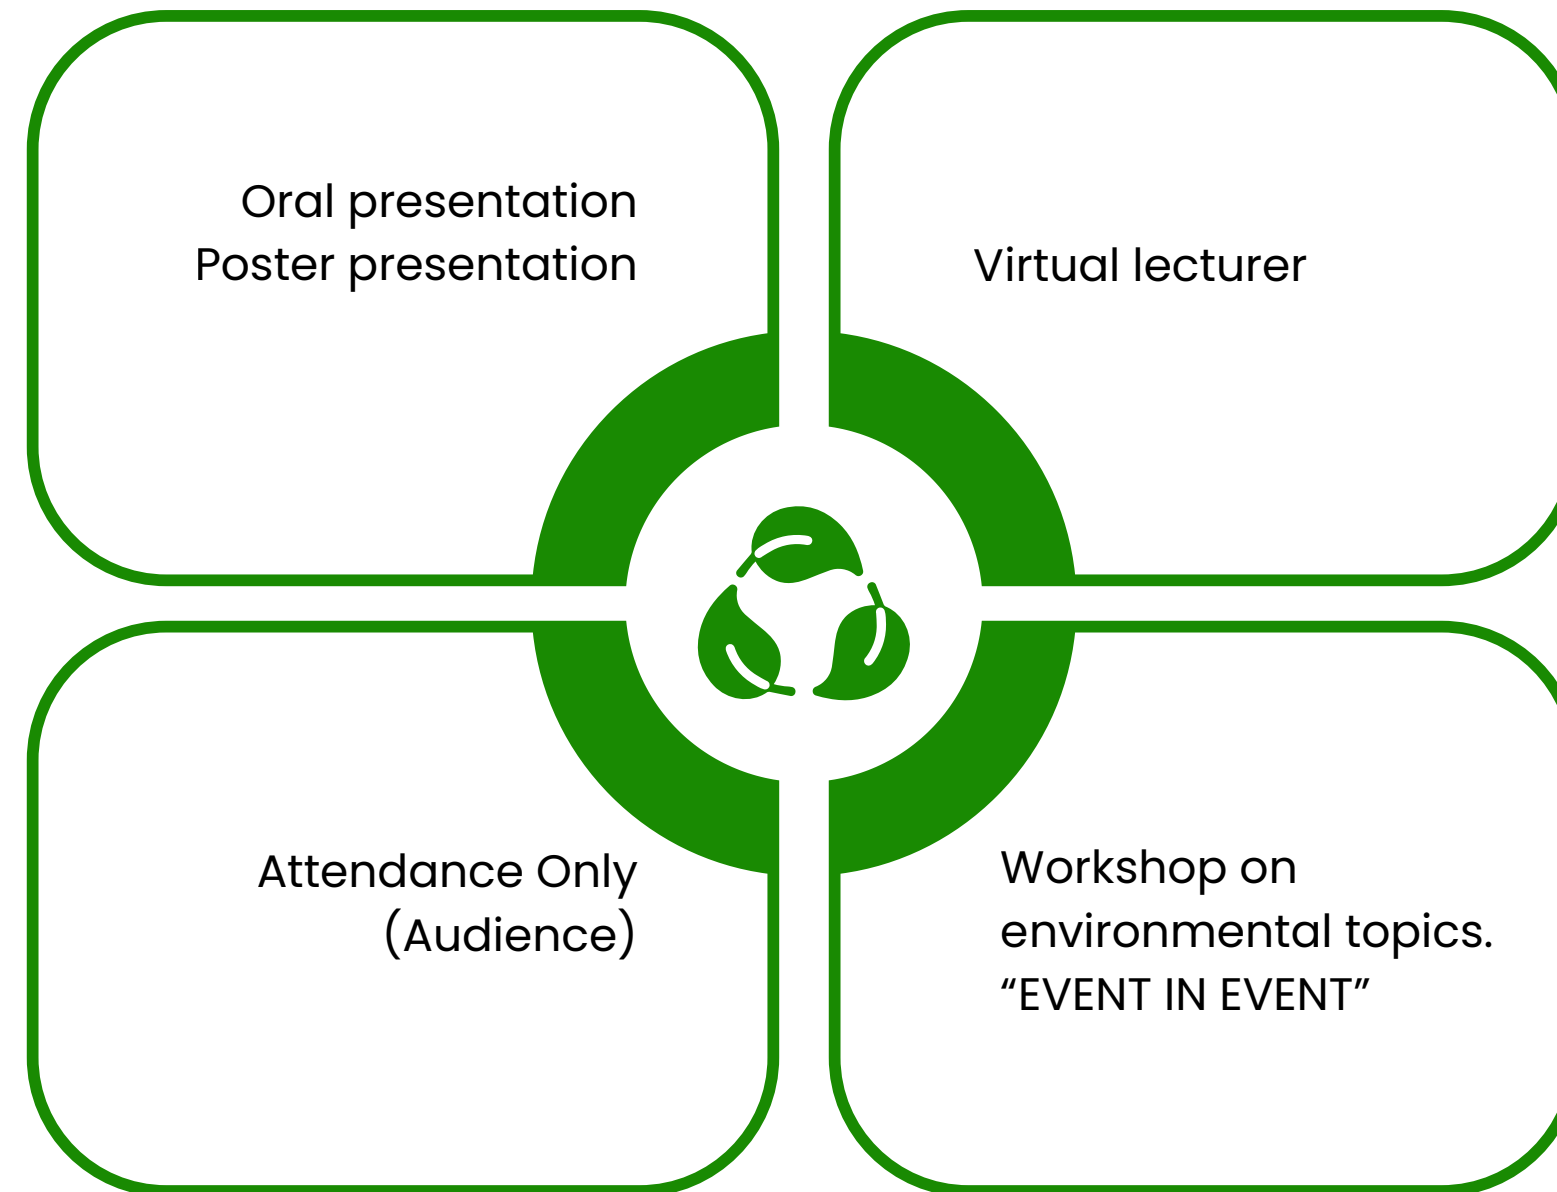 Oral presentation
Poster presentation
Virtual lecturer
Attendance Only
(Audience)
Workshop on
environmental topics.
“EVENT IN EVENT”